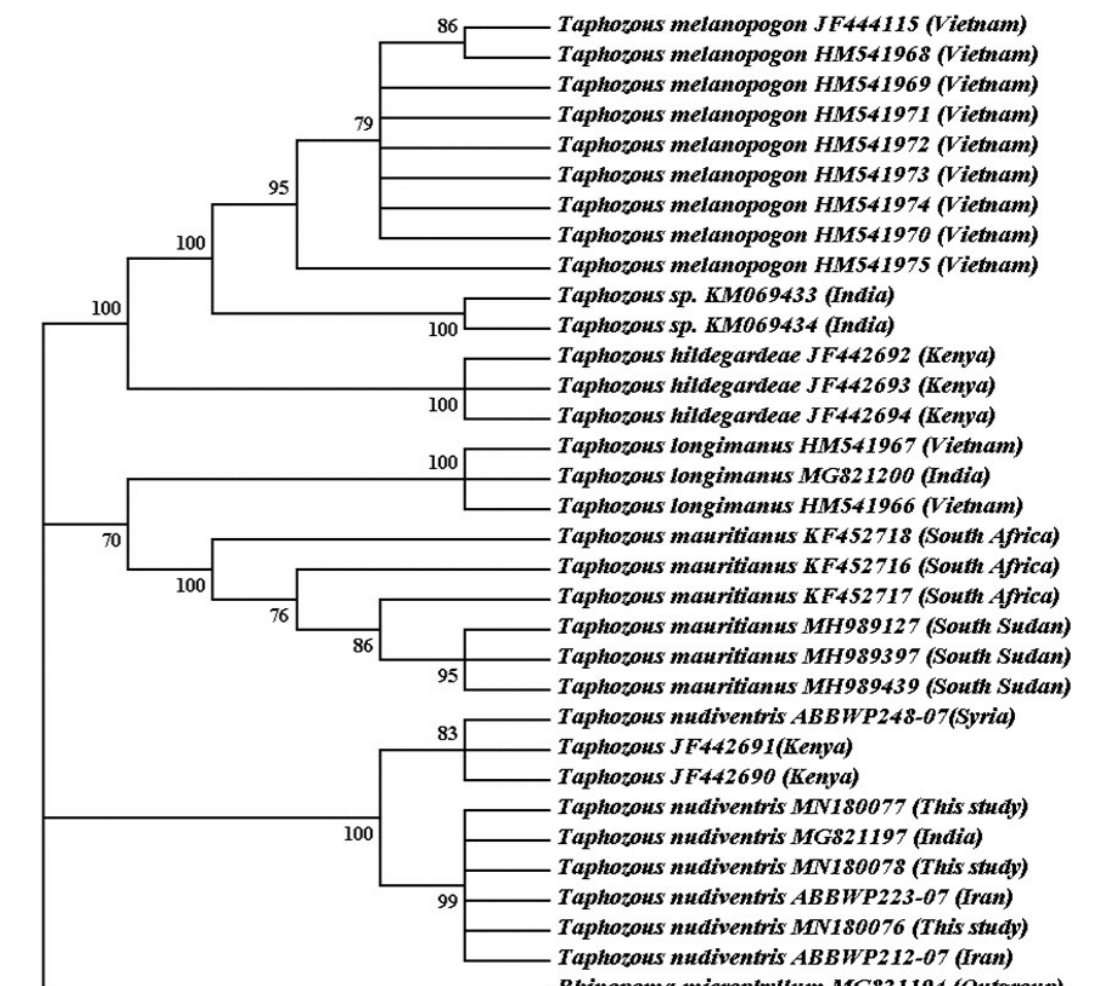 86
Taphozous melanopogon JF444115 (Vietnam)
Taphozous melanopogon HM541968 (Vietnam)
Taphozous melanopogon HM541969 (Vietnam)
Taphozous melanopogon HM541971 (Vietnam)
79
Taphozous melanopogon HM541972 (Vietnam)
Taphozous melanopogon HM541973 (Vietnam)
95
Taphozous melanopogon HM541974 (Vietnam)
Taphozous melanopogon HM541970 (Vietnam)
100
Taphozous melanopogon HM541975 (Vietnam)
Taphozous sp. KM069433 (India)
100
Taphozous sp. KM069434 (India)
100
Taphozous hildegardeae JF442692 (Kenya)
Taphozous hildegardeae JF442693 (Kenya)
100
Taphozous hildegardeae JF442694 (Kenya)
Taphozous longimanus HM541967 (Vietnam)
100
Taphozous longimanus MG821200 (India)
Taphozous longimanus HM541966 (Vietnam)
Taphozous mauritianus KF452718 (South Africa)
70
Taphozous mauritianus KF452716 (South Africa)
100
Taphozous mauritianus KF452717 (South Africa)
76
Taphozous mauritianus MH989127 (South Sudan)
86
Taphozous mauritianus MH989397 (South Sudan)
95
Taphozous mauritianus MH989439 (South Sudan)
Taphozous nudiventris ABBWP248-07(Syria)
83
Taphozous JF442691(Kenya)
Taphozous JF442690 (Kenya)
Taphozous nudiventris MN180077 (This study)
100
Taphozous nudiventris MG821197 (India)
Taphozous nudiventris MN180078 (This study)
Taphozous nudiventris ABBWP223-07 (Iran)
99
Taphozous nudiventris MN180076 (This study)
Taphozous nudiventris ABBWP212-07 (Iran)